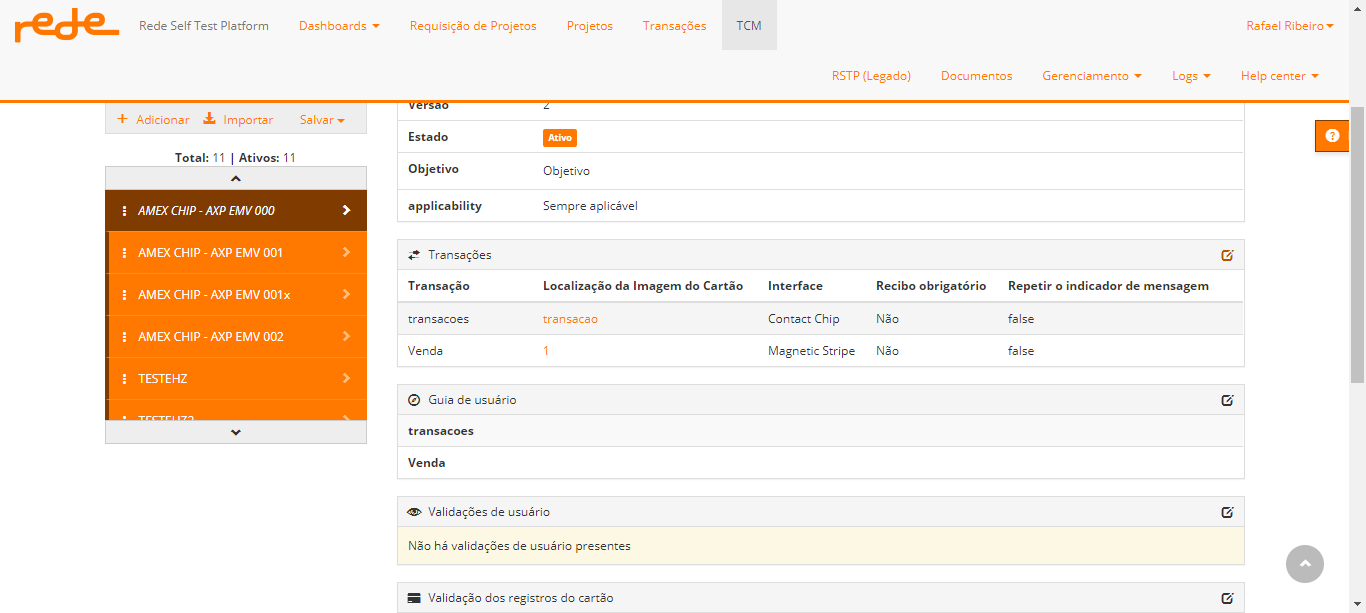 rede Rede Self Test Platform Dashboards Requisição de Projetos Projetos Transações TCM Rafael Ribeiro
RSTP (Legado) Documentos Gerenciamento Logs Help center
Adicionar Importar Salvar
Total: 11 | Ativos: 11
AMEX CHIP - AXP EMV 000
AMEX CHIP - AXP EMV 001
AMEX CHIP - AXP EMV 001x
AMEX CHIP - AXP EMV 002
TESTEHZ
TESTEHZ2
Versão 2
Estado Ativo
Objetivo Objetivo
applicability Sempre aplicável
Transações
Transação Localização da Imagem do Cartão Interface Recibo obrigatório Repetir o indicador de mensagem
transacoes transacao Contact Chip Não false
Venda 1 Magnetic Stripe Não false
Guia de usuário
transacoes
Venda
Validações de usuário
Não há validações de usuário presentes
Validação dos registros do cartão